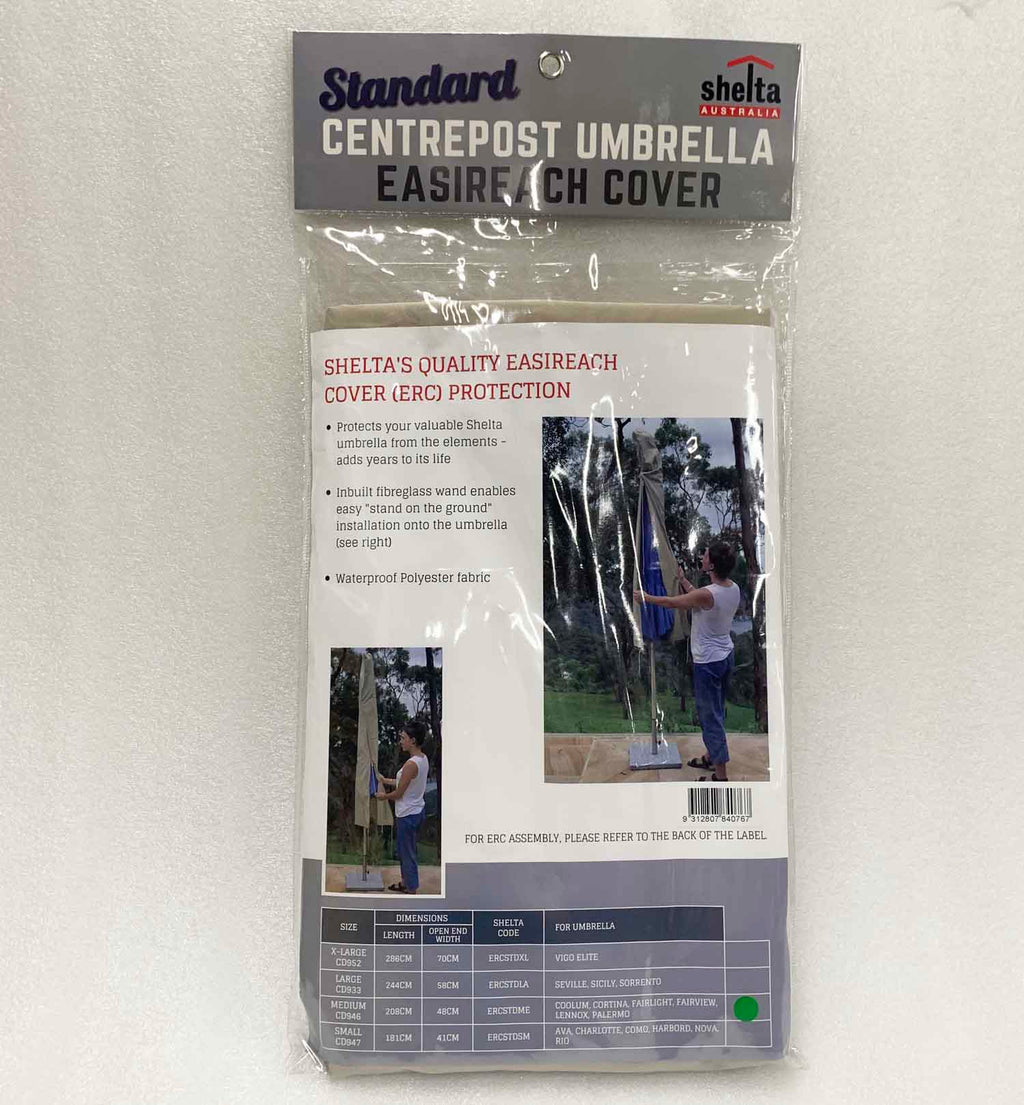 Standard
shelta
AUSTRALIA
CENTREPOST UMBRELLA
EASIREACH COVER
SHELTA'S QUALITY EASIREACH
COVER (ERC) PROTECTION
• Protects your valuable Shelta
umbrella from the elements -
adds years to its life
• Inbuilt fibreglass wand enables
easy "stand on the ground"
installation onto the umbrella
(see right)
• Waterproof Polyester fabric
9 312807 840767
FOR ERC ASSEMBLY, PLEASE REFER TO THE BACK OF THE LABEL.
SIZE DIMENSIONS SHELTA CODE FOR UMBRELLA
LENGTH OPEN END WIDTH
X-LARGE CD952 286CM 70CM ERCSTDXL VIGO ELITE
LARGE CD933 244CM 58CM ERCSTDLA SEVILLE, SICILY, SORRENTO
MEDIUM CD946 208CM 48CM ERCSTDME COOLUM, CORTINA, FAIRLIGHT, FAIRVIEW, LENNOX, PALERMO
SMALL CD947 181CM 41CM ERCSTDSM AVA, CHARLOTTE, COMO, HARBORD, NOVA, RIO